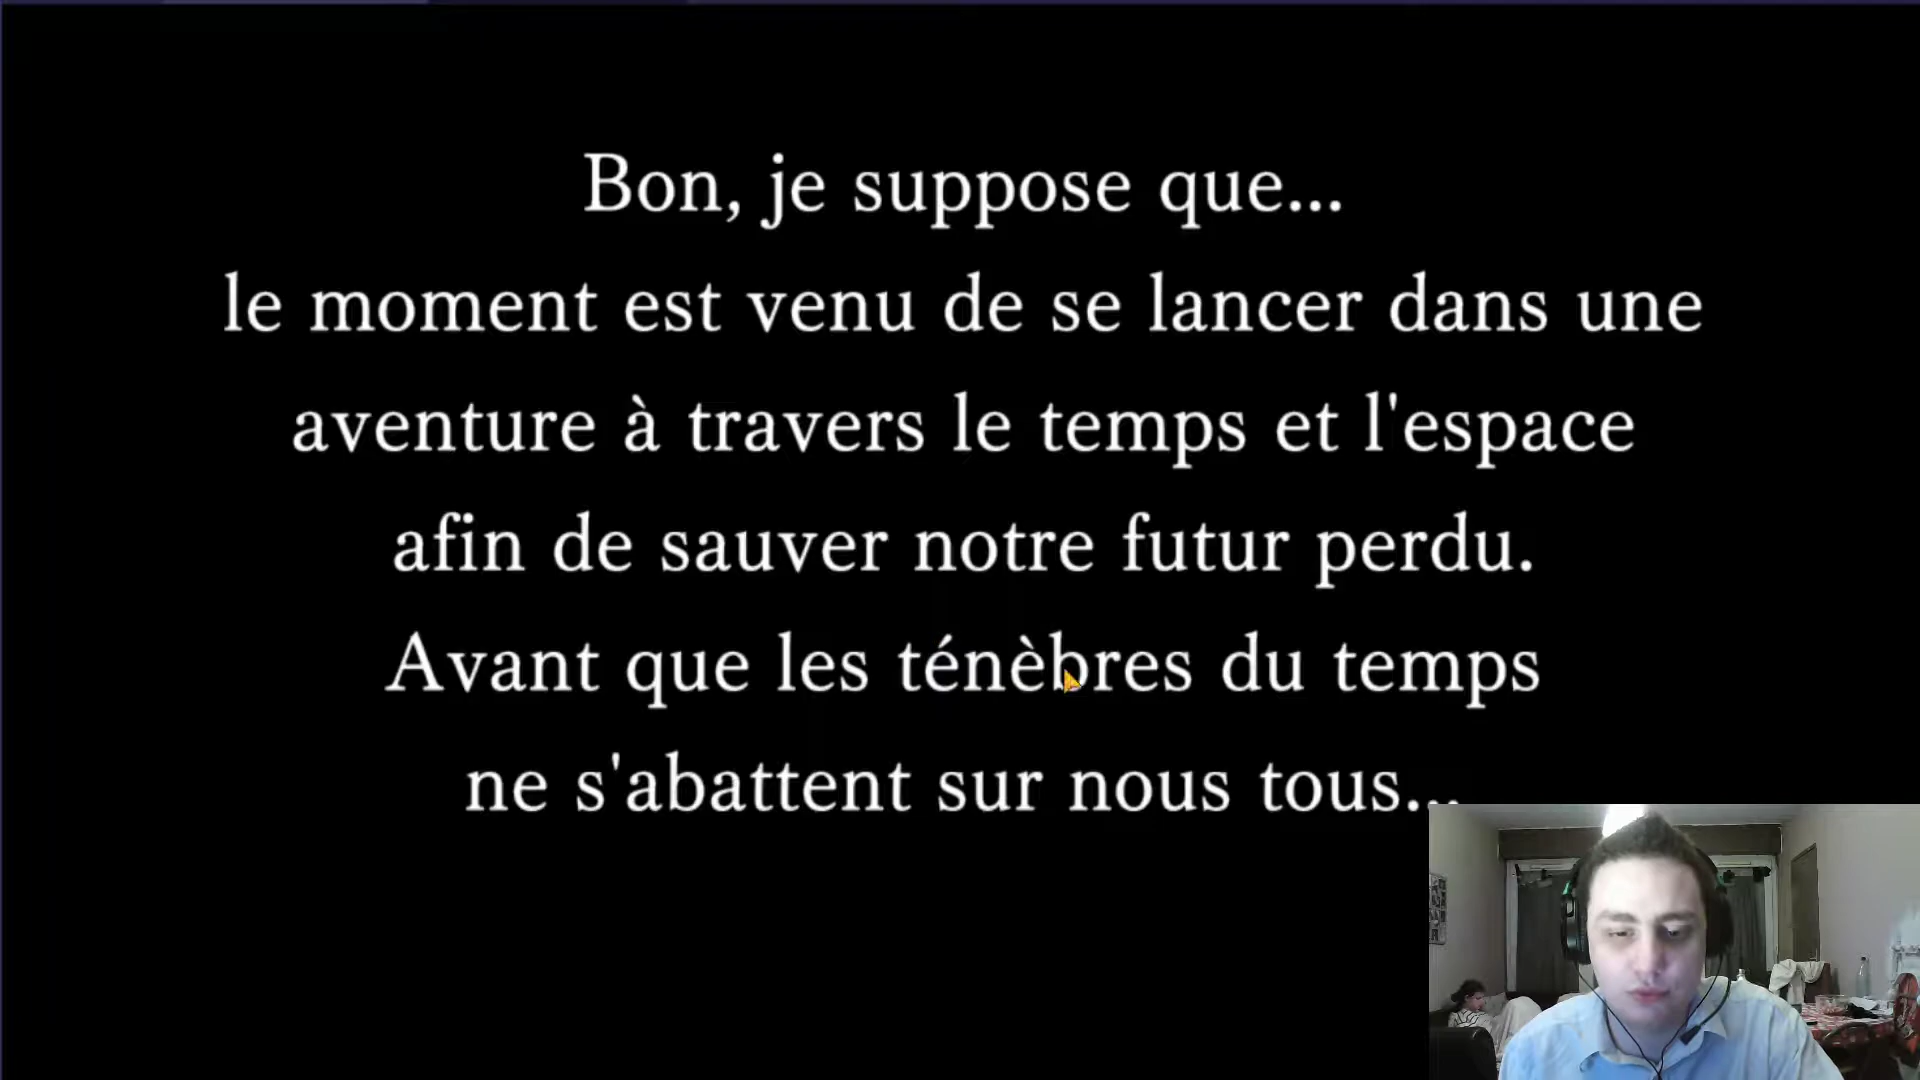 Bon, je suppose que...
le moment est venu de se lancer dans une
aventure à travers le temps et l'espace
afin de sauver notre futur perdu.
Avant que les ténèbres du temps
ne s'abattent sur nous tous...